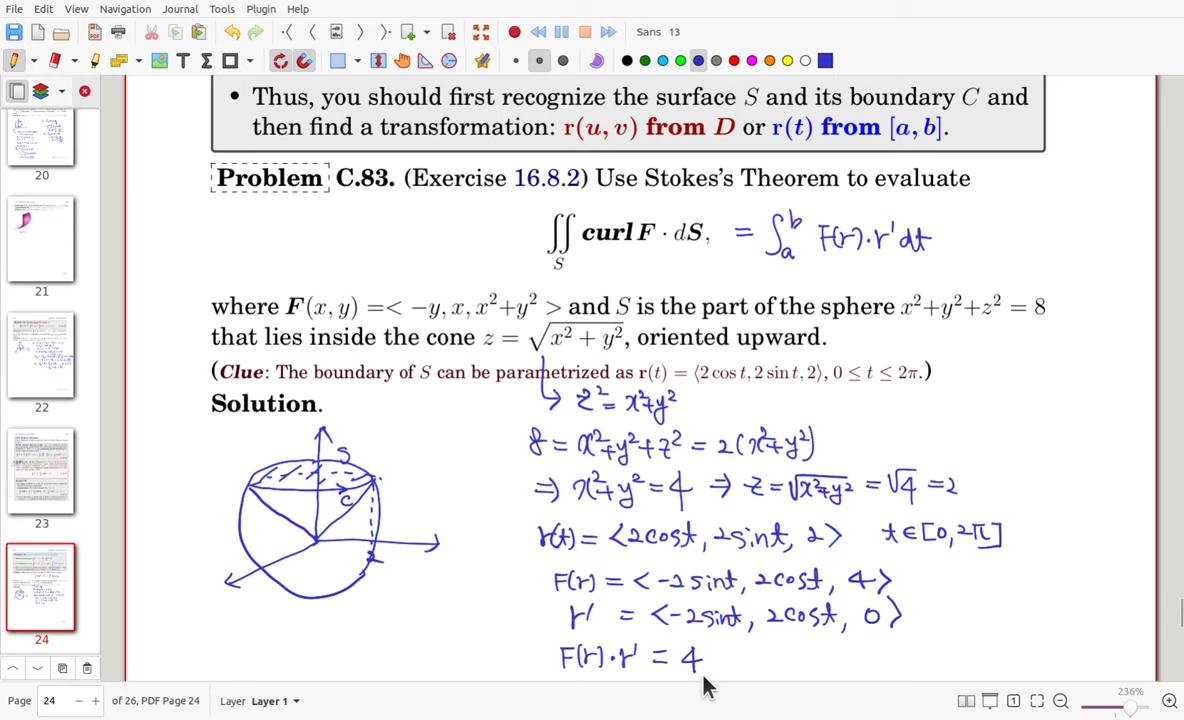 File Edit View Navigation Journal Tools Plugin Help
Sans 13
20
21
22
23
24
• Thus, you should first recognize the surface S and its boundary C and
then find a transformation: r(u, v) from D or r(t) from [a, b].
Problem C.83. (Exercise 16.8.2) Use Stokes's Theorem to evaluate
∬_S curl F · dS, = ∫_a^b F(r)·r' dt
where F(x, y) =< −y, x, x²+y² > and S is the part of the sphere x²+y²+z² = 8
that lies inside the cone z = √(x² + y²), oriented upward.
(Clue: The boundary of S can be parametrized as r(t) = ⟨2 cos t, 2 sin t, 2⟩, 0 ≤ t ≤ 2π.)
↳ z² = x²+y²
Solution.
8 = x²+y²+z² = 2(x²+y²)
S
⇒ x²+y² = 4 ⇒ z = √(x²+y²) = √4 = 2
C
r(t) = <2cost, 2sint, 2> t ∈ [0, 2π]
2
F(r) = <-2sint, 2cost, 4>
r' = <-2sint, 2cost, 0>
F(r)·r' = 4
Page 24 − + of 26, PDF Page 24 Layer Layer 1
236%